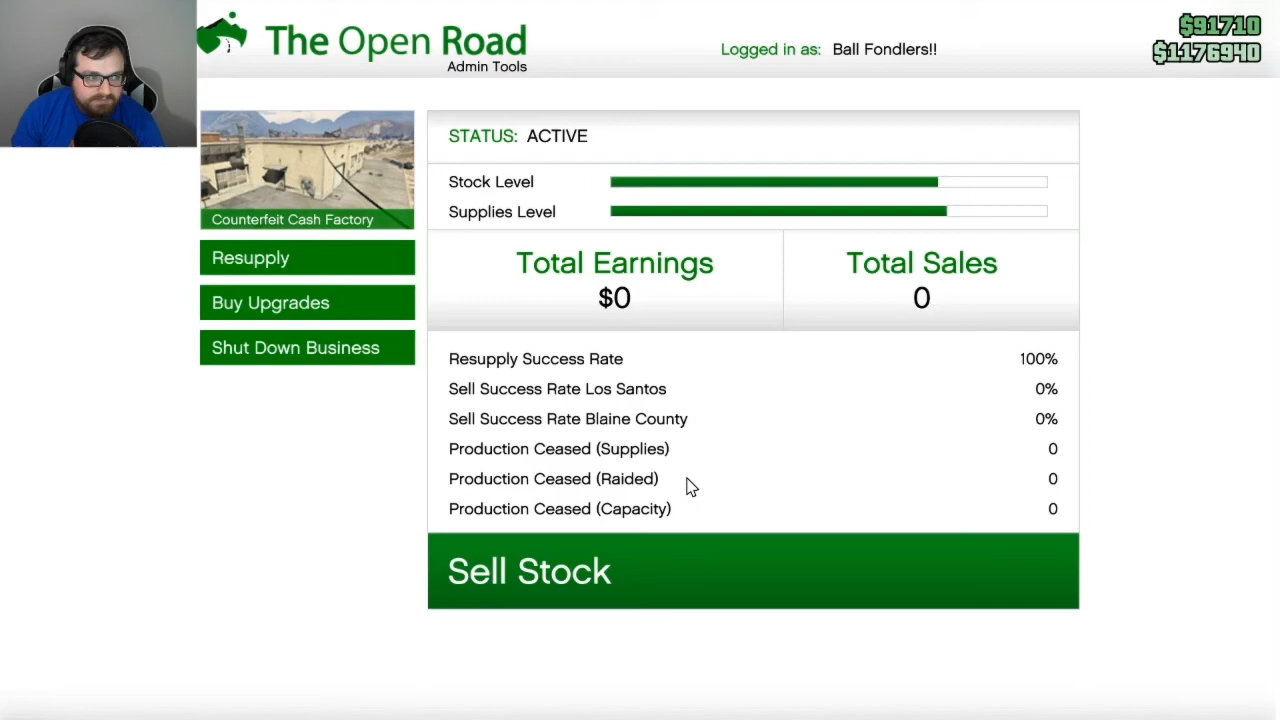 The Open Road
Admin Tools
Logged in as: Ball Fondlers!!
$91710
$1176940
Counterfeit Cash Factory
Resupply
Buy Upgrades
Shut Down Business
STATUS: ACTIVE
Stock Level
Supplies Level
Total Earnings
$0
Total Sales
0
Resupply Success Rate 100%
Sell Success Rate Los Santos 0%
Sell Success Rate Blaine County 0%
Production Ceased (Supplies) 0
Production Ceased (Raided) 0
Production Ceased (Capacity) 0
Sell Stock